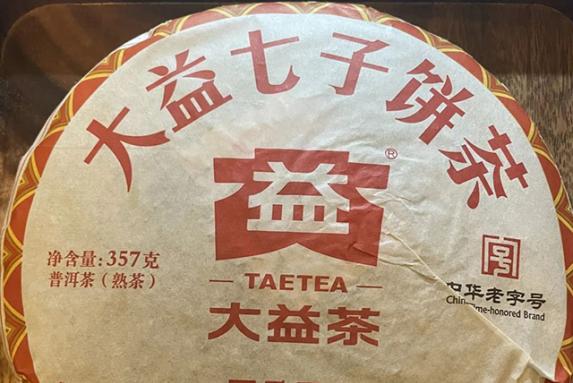 大益七子饼茶
益
®
TAETEA
大益茶
净含量:357克
普洱茶(熟茶)
中华老字号
me-honored Brand